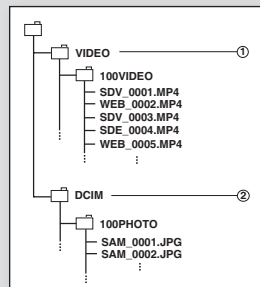 VIDEO ①
100VIDEO
SDV_0001.MP4
WEB_0002.MP4
SDV_0003.MP4
SDE_0004.MP4
WEB_0005.MP4
DCIM ②
100PHOTO
SAM_0001.JPG
SAM_0002.JPG